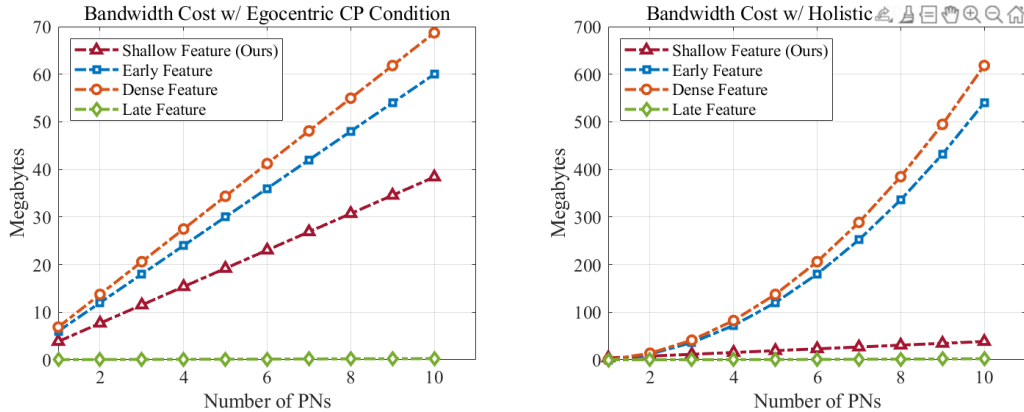 Bandwidth Cost w/ Egocentric CP Condition
70
60
50
40
30
20
10
0
Megabytes
Shallow Feature (Ours)
Early Feature
Dense Feature
Late Feature
2 4 6 8 10
Number of PNs
Bandwidth Cost w/ Holistic
700
600
500
400
300
200
100
0
Megabytes
Shallow Feature (Ours)
Early Feature
Dense Feature
Late Feature
2 4 6 8 10
Number of PNs